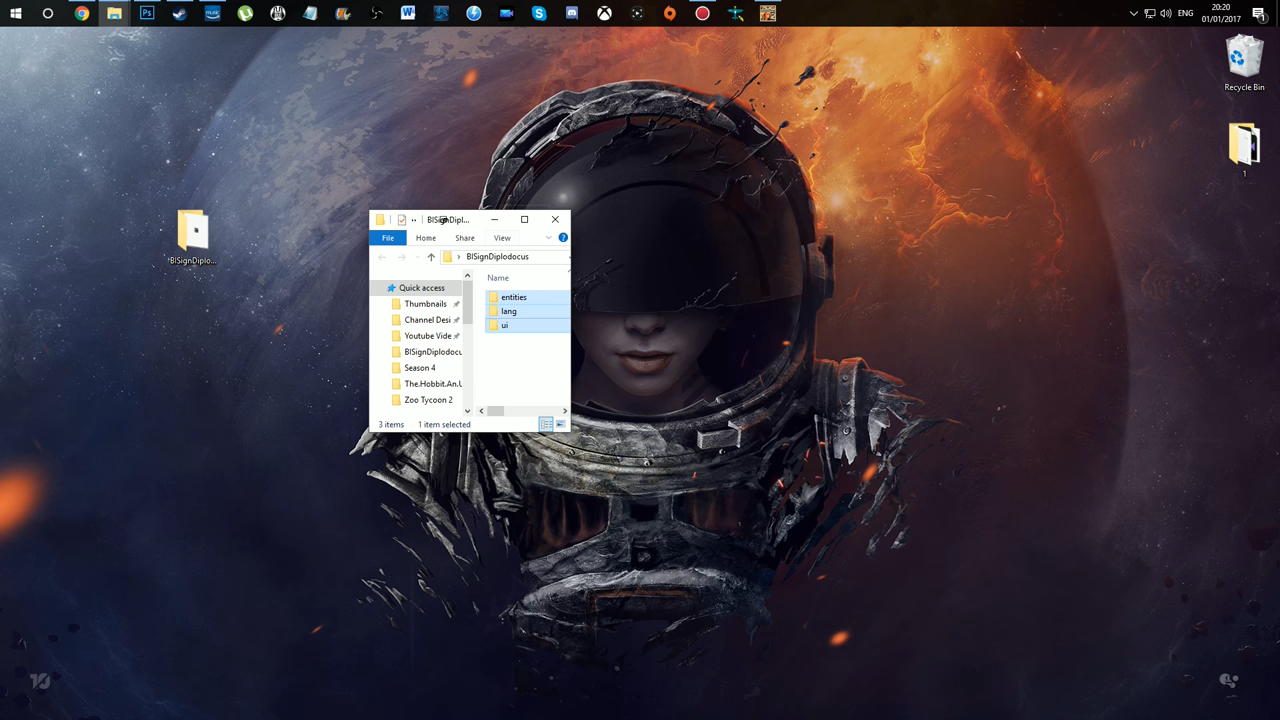 ENG
20:20
01/01/2017
1
Recycle Bin
1
BISignDiplo...
BISignDipl...
File
Home
Share
View
BISignDiplodocus
Name
Quick access
Thumbnails
Channel Desi
Youtube Vide
BISignDiplodocu
Season 4
The.Hobbit.An.U
Zoo Tycoon 2
entities
lang
ui
3 items
1 item selected